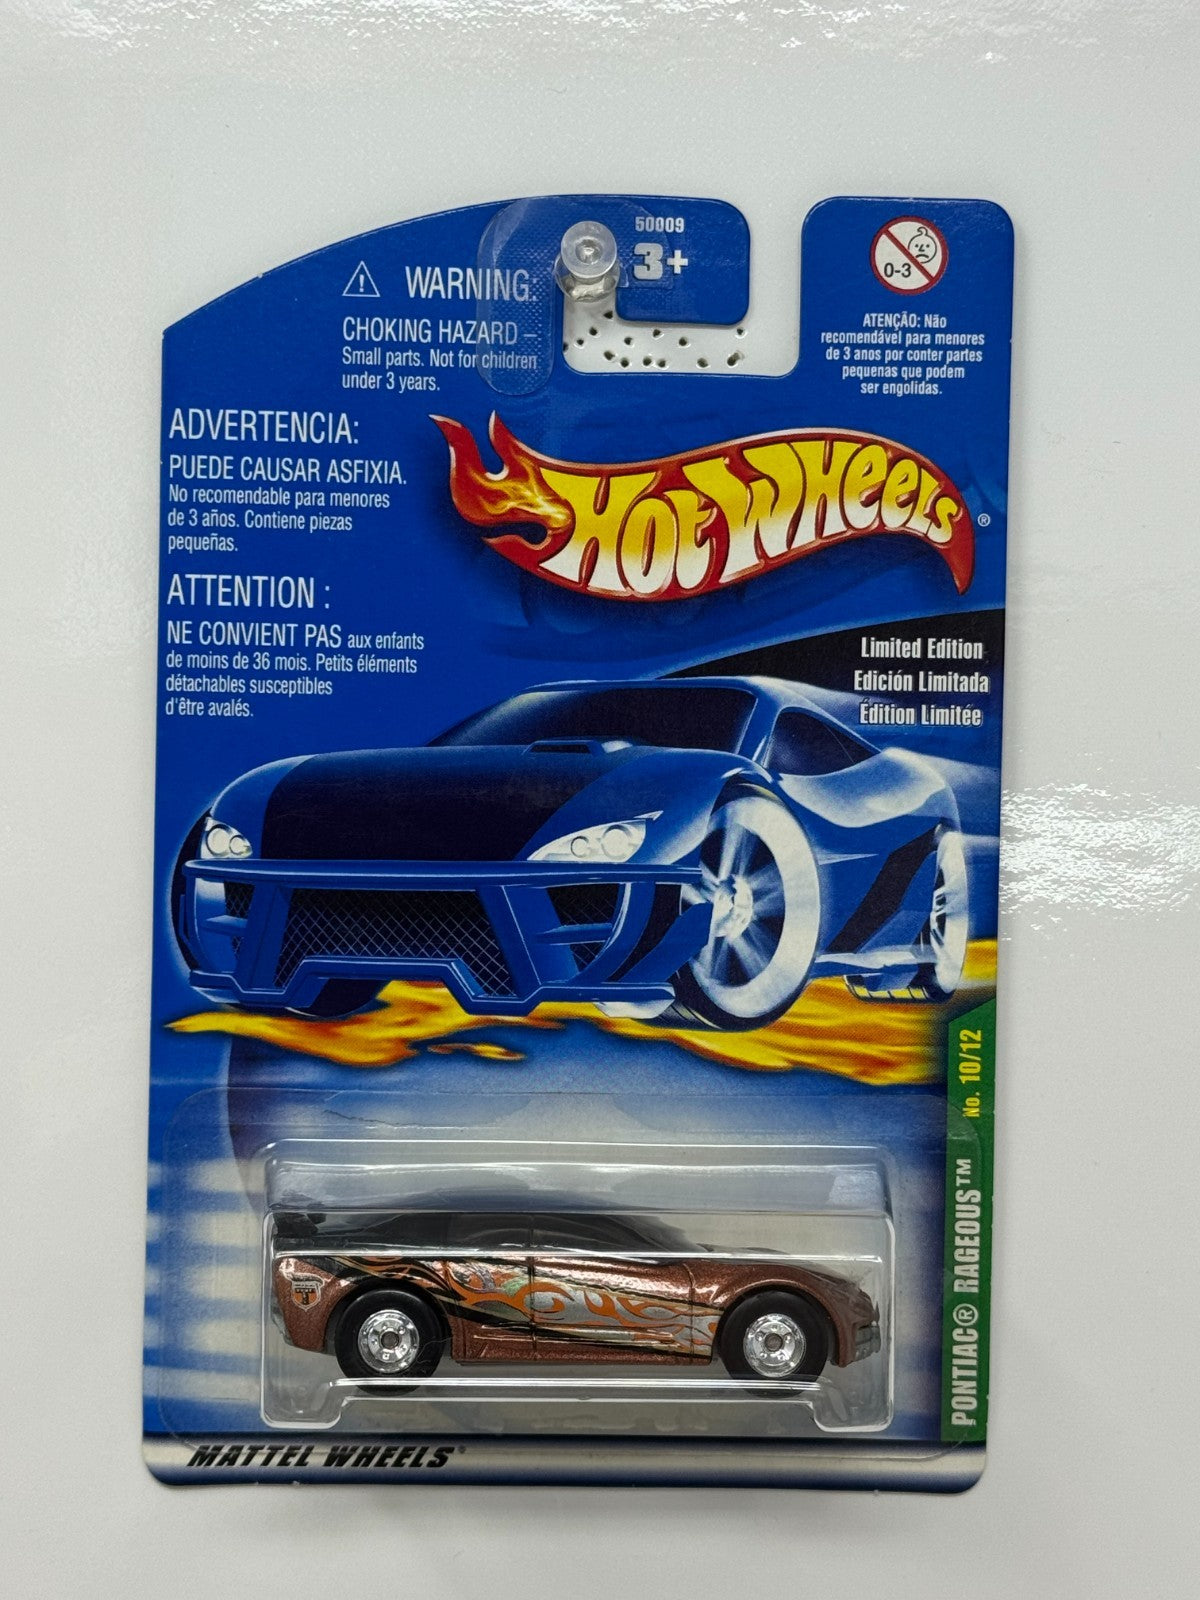 50009
3+
WARNING:
CHOKING HAZARD –
Small parts. Not for children
under 3 years.
0-3
ATENÇÃO: Não
recomendável para menores
de 3 anos por conter partes
pequenas que podem
ser engolidas.
ADVERTENCIA:
PUEDE CAUSAR ASFIXIA.
No recomendable para menores
de 3 años. Contiene piezas
pequeñas.
ATTENTION :
NE CONVIENT PAS aux enfants
de moins de 36 mois. Petits éléments
détachables susceptibles
d'être avalés.
Hot Wheels®
Limited Edition
Edición Limitada
Édition Limitée
No. 10/12
PONTIAC® RAGEOUS™
MATTEL WHEELS®